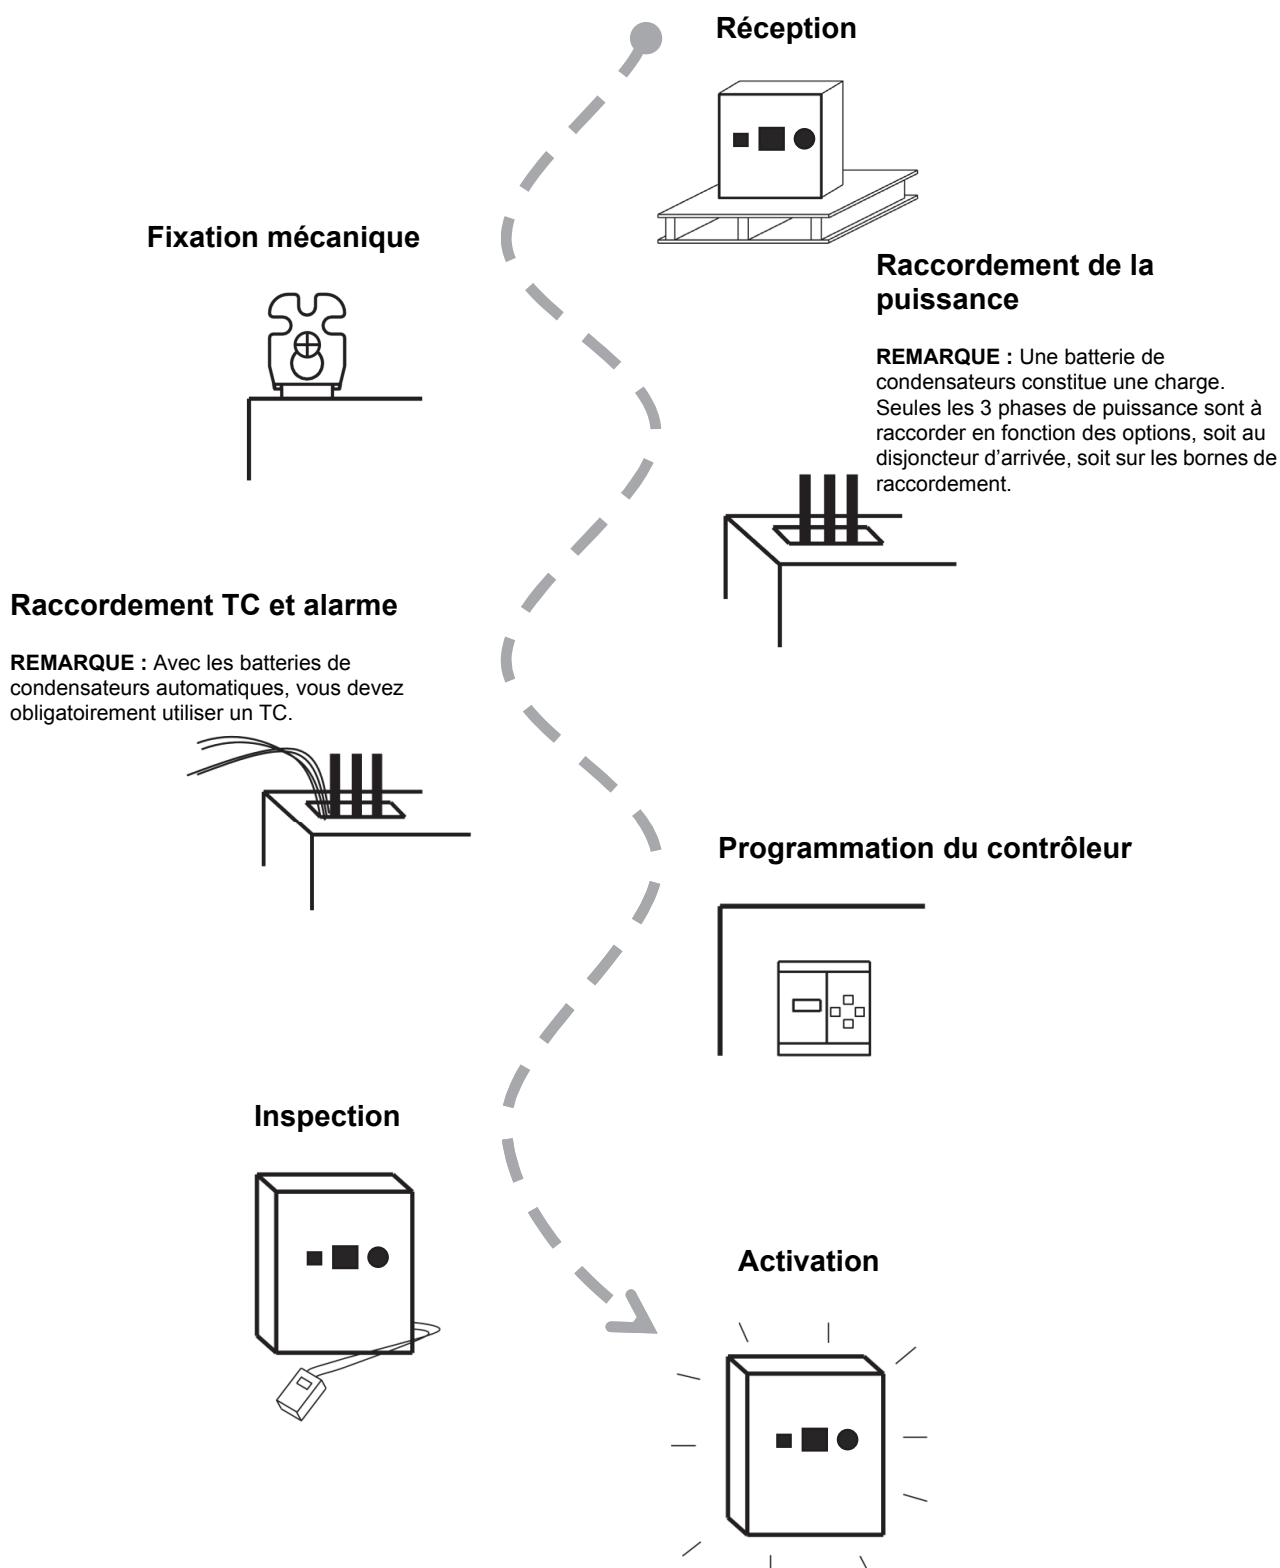 Réception
Fixation mécanique
Raccordement de la
puissance
REMARQUE : Une batterie de
condensateurs constitue une charge.
Seules les 3 phases de puissance sont à
raccorder en fonction des options, soit au
disjoncteur d’arrivée, soit sur les bornes de
raccordement.
Raccordement TC et alarme
REMARQUE : Avec les batteries de
condensateurs automatiques, vous devez
obligatoirement utiliser un TC.
Programmation du contrôleur
Inspection
Activation